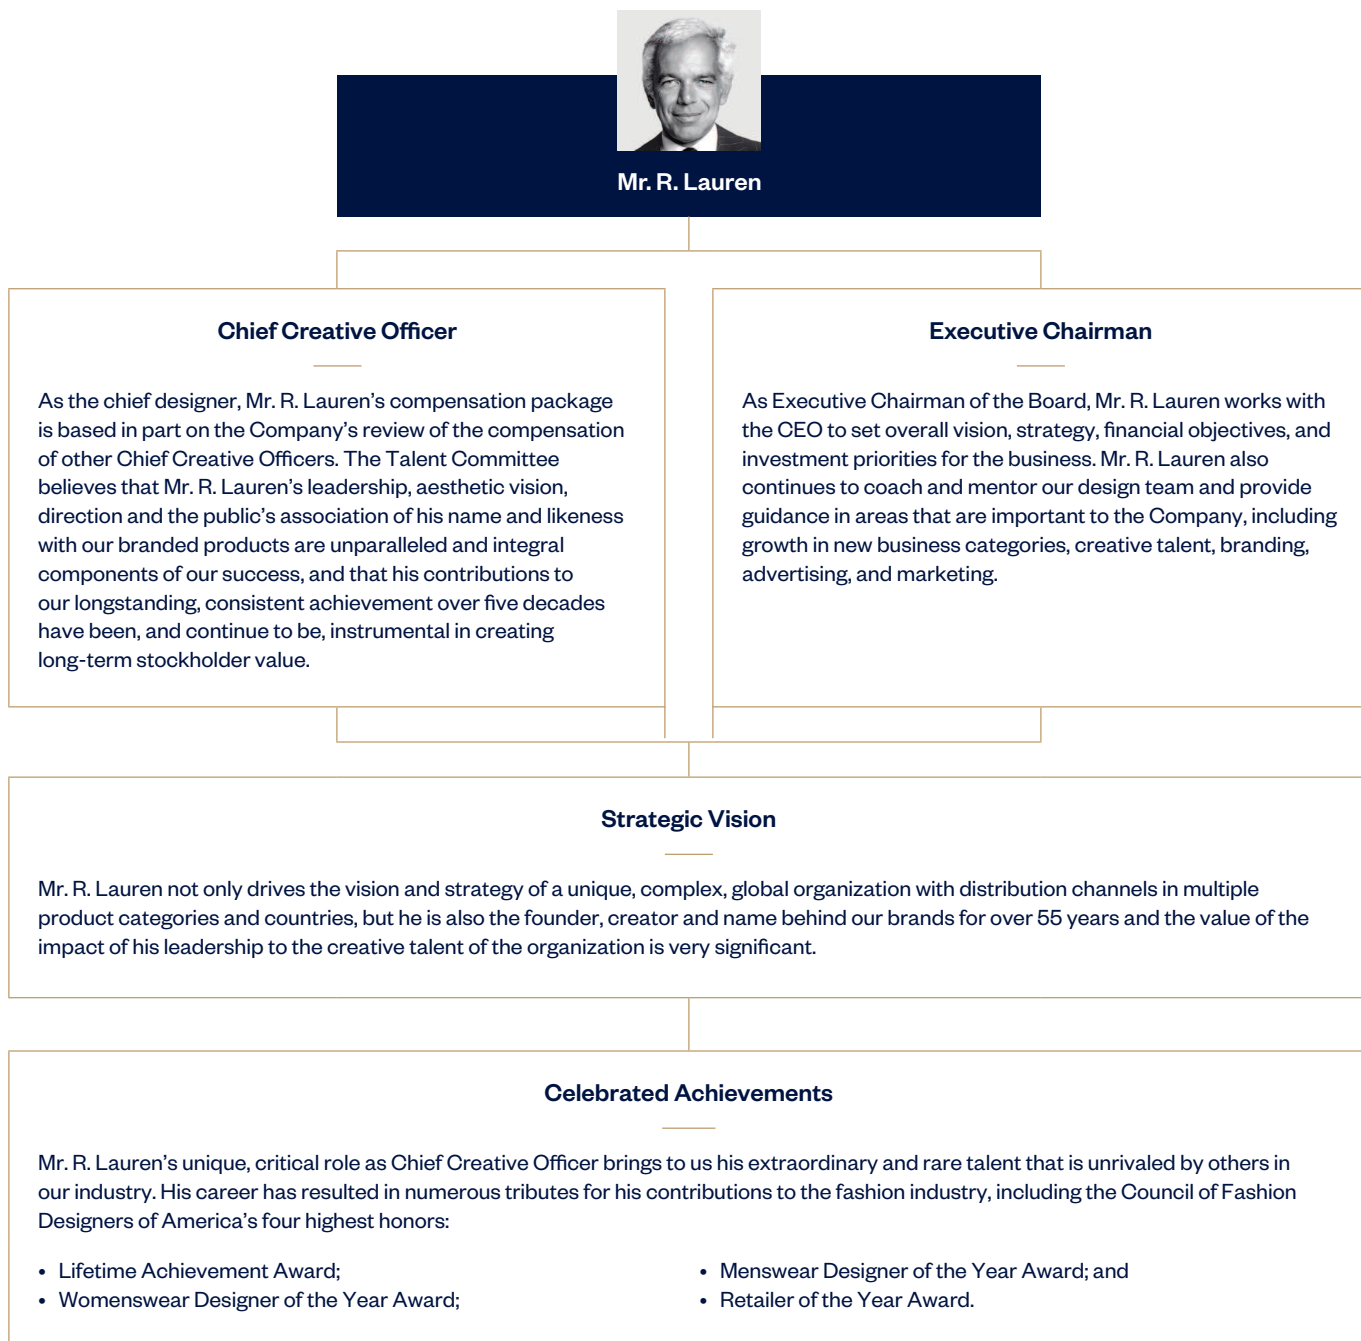 Mr. R. Lauren
Chief Creative Officer
As the chief designer, Mr. R. Lauren’s compensation package
is based in part on the Company’s review of the compensation
of other Chief Creative Officers. The Talent Committee
believes that Mr. R. Lauren’s leadership, aesthetic vision,
direction and the public’s association of his name and likeness
with our branded products are unparalleled and integral
components of our success, and that his contributions to
our longstanding, consistent achievement over five decades
have been, and continue to be, instrumental in creating
long-term stockholder value.
Executive Chairman
As Executive Chairman of the Board, Mr. R. Lauren works with
the CEO to set overall vision, strategy, financial objectives, and
investment priorities for the business. Mr. R. Lauren also
continues to coach and mentor our design team and provide
guidance in areas that are important to the Company, including
growth in new business categories, creative talent, branding,
advertising, and marketing.
Strategic Vision
Mr. R. Lauren not only drives the vision and strategy of a unique, complex, global organization with distribution channels in multiple
product categories and countries, but he is also the founder, creator and name behind our brands for over 55 years and the value of the
impact of his leadership to the creative talent of the organization is very significant.
Celebrated Achievements
Mr. R. Lauren’s unique, critical role as Chief Creative Officer brings to us his extraordinary and rare talent that is unrivaled by others in
our industry. His career has resulted in numerous tributes for his contributions to the fashion industry, including the Council of Fashion
Designers of America’s four highest honors:
• Lifetime Achievement Award;
• Womenswear Designer of the Year Award;
• Menswear Designer of the Year Award; and
• Retailer of the Year Award.